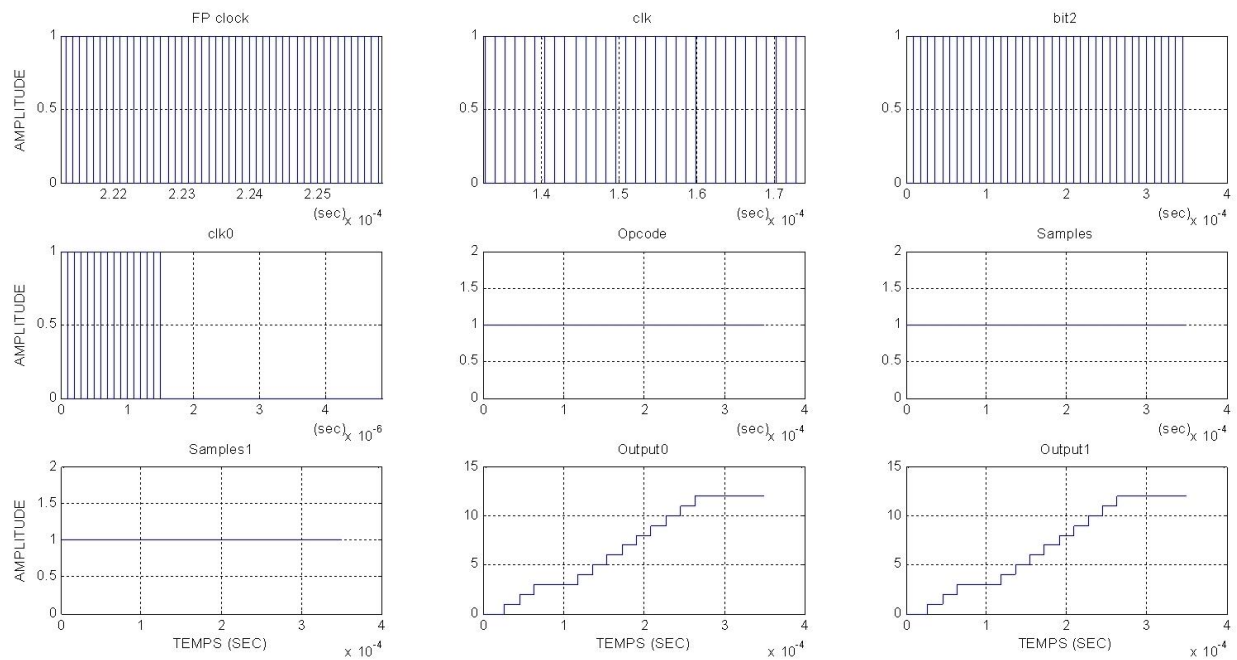 FP clock
clk
bit2
AMPLITUDE
1
0.5
0
2.22 2.23 2.24 2.25
(sec) x 10-4
1
0.5
0
1.4 1.5 1.6 1.7
(sec) x 10-4
1
0.5
0
0 1 2 3 4
(sec) x 10-4
clk0
Opcode
Samples
AMPLITUDE
1
0.5
0
0 1 2 3 4
(sec) x 10-6
2
1.5
1
0.5
0
0 1 2 3 4
(sec) x 10-4
2
1.5
1
0.5
0
0 1 2 3 4
(sec) x 10-4
Samples1
Output0
Output1
AMPLITUDE
2
1.5
1
0.5
0
0 1 2 3 4
TEMPS (SEC)
x 10-4
15
10
5
0
0 1 2 3 4
TEMPS (SEC)
x 10-4
15
10
5
0
0 1 2 3 4
TEMPS (SEC)
x 10-4